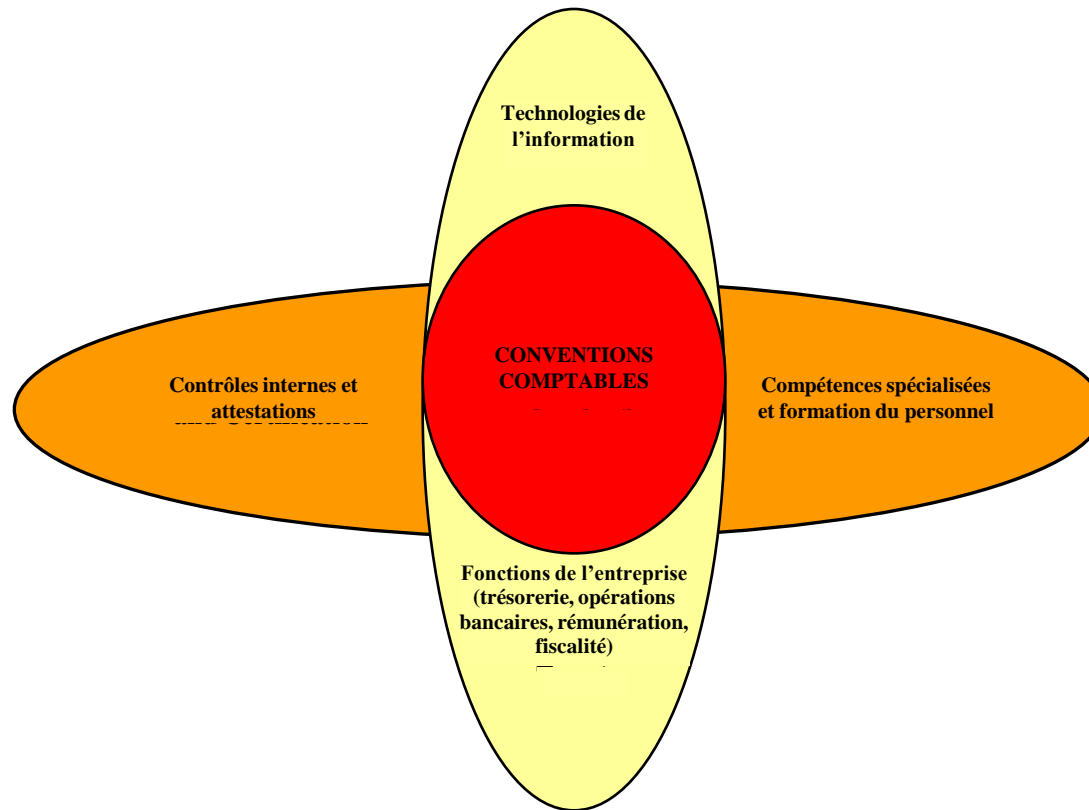 Technologies de
l'information
CONVENTIONS
COMPTABLES
Contrôles internes et
attestations
Compétences spécialisées
et formation du personnel
Fonctions de l'entreprise
(trésorerie, opérations
bancaires, rémunération,
fiscalité)